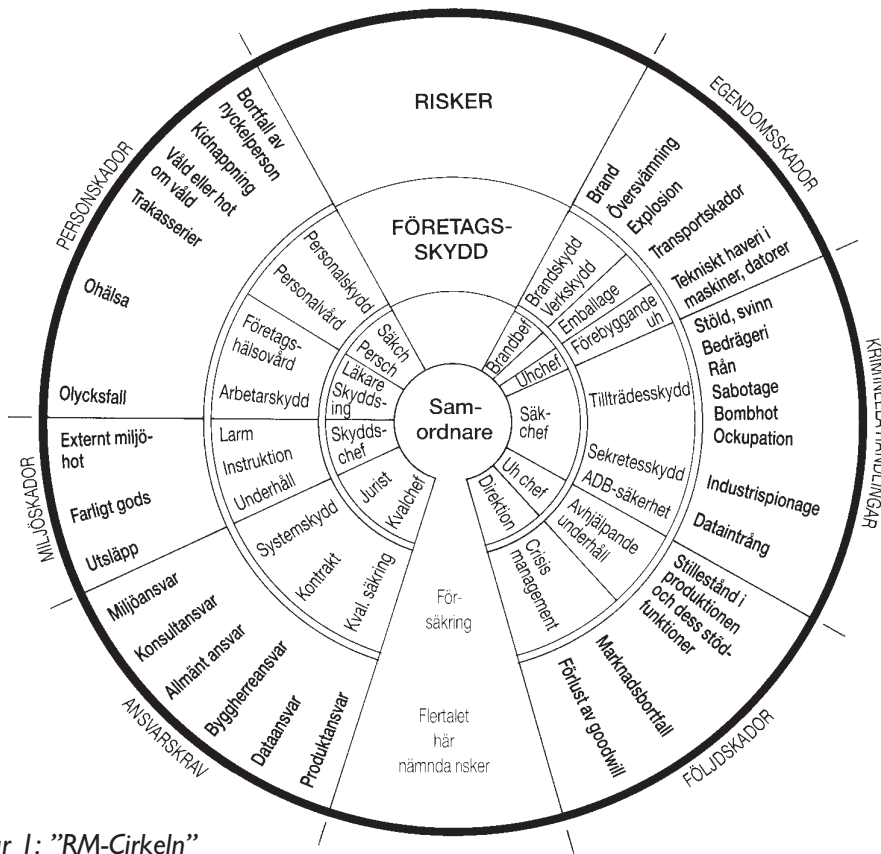 RISKER
FÖRETAGS-
SKYDD
Sam-
ordnare
EGENDOMSSKADOR
Brand
Översvämning
Explosion
Transportskador
Tekniskt haveri i
maskiner, datorer
Brandskydd
Verkskydd
Emballage
Förebyggande
uh
Brandbef
Uhchef
KRIMINELLA HANDLINGAR
Stöld, svinn
Bedrägeri
Rån
Sabotage
Bombhot
Ockupation
Industrispionage
Dataintrång
Tillträdesskydd
Sekretesskydd
ADB-säkerhet
Säk-
chef
FÖLJDSKADOR
Stillestånd i
produktionen
och dess stöd-
funktioner
Marknadsbortfall
Förlust av goodwill
Avhjälpande
underhåll
Crisis
management
Uh chef
Direktion
För-
säkring
Flertalet
här
nämnda risker
ANSVARSKRAV
Miljöansvar
Konsultansvar
Allmänt ansvar
Byggherreansvar
Dataansvar
Produktansvar
Systemskydd
Kontrakt
Kval. säkring
Jurist
Kvalchef
MILJÖSKADOR
Externt miljö-
hot
Farligt gods
Utsläpp
Larm
Instruktion
Underhåll
Skydds-
chef
PERSONSKADOR
Bortfall av
nyckelperson
Kidnappning
Våld eller hot
om våld
Trakasserier
Ohälsa
Olycksfall
Personalskydd
Personalvård
Företags-
hälsovård
Arbetarskydd
Säkch
Persch
Läkare
Skydds-
ing
ur 1: "RM-Cirkeln"